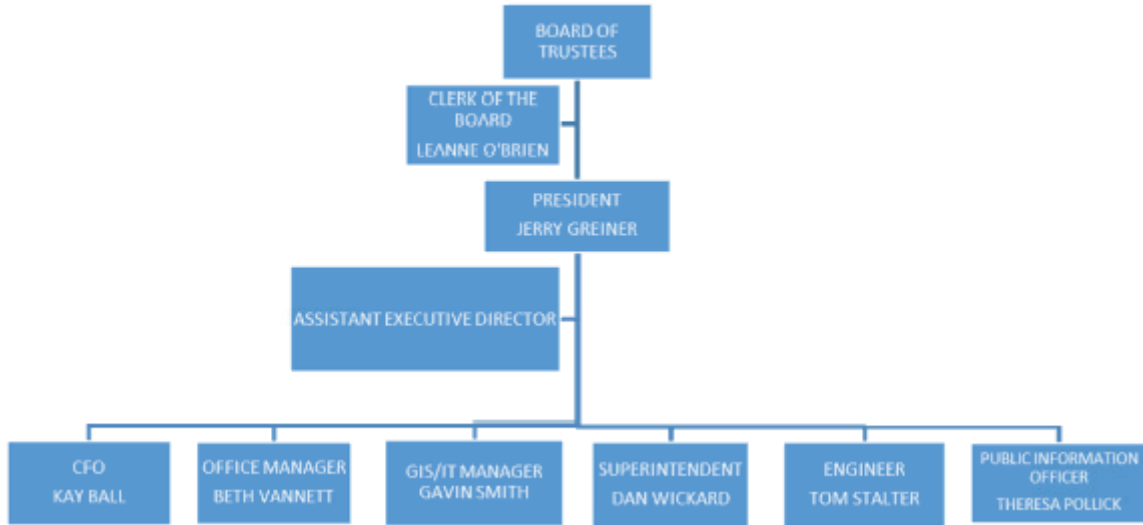 BOARD OF
TRUSTEES
CLERK OF THE
BOARD
LEANNE O'BRIEN
PRESIDENT
JERRY GREINER
ASSISTANT EXECUTIVE DIRECTOR
CFO
KAY BALL
OFFICE MANAGER
BETH VANNETT
GIS/IT MANAGER
GAVIN SMITH
SUPERINTENDENT
DAN WICKARD
ENGINEER
TOM STALTER
PUBLIC INFORMATION
OFFICER
THERESA POLLICK